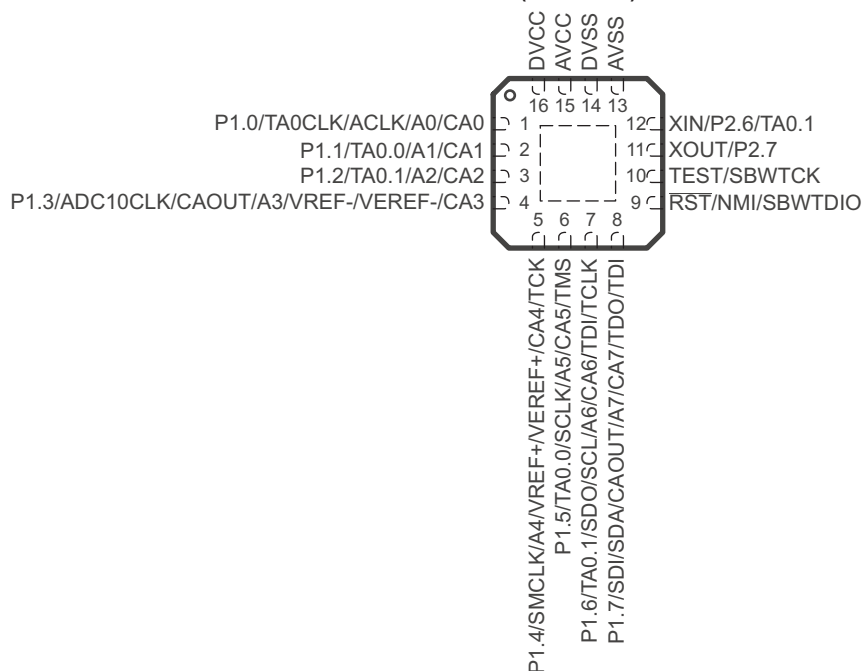 DVCC
AVCC
DVSS
AVSS
16 15 14 13
P1.0/TA0CLK/ACLK/A0/CA0 1
P1.1/TA0.0/A1/CA1 2
P1.2/TA0.1/A2/CA2 3
P1.3/ADC10CLK/CAOUT/A3/VREF-/VEREF-/CA3 4
12 XIN/P2.6/TA0.1
11 XOUT/P2.7
10 TEST/SBWTCK
9 RST/NMI/SBWTDIO
5 6 7 8
P1.4/SMCLK/A4/VREF+/VEREF+/CA4/TCK
P1.5/TA0.0/SCLK/A5/CA5/TMS
P1.6/TA0.1/SDO/SCL/A6/CA6/TDI/TCLK
P1.7/SDI/SDA/CAOUT/A7/CA7/TDO/TDI